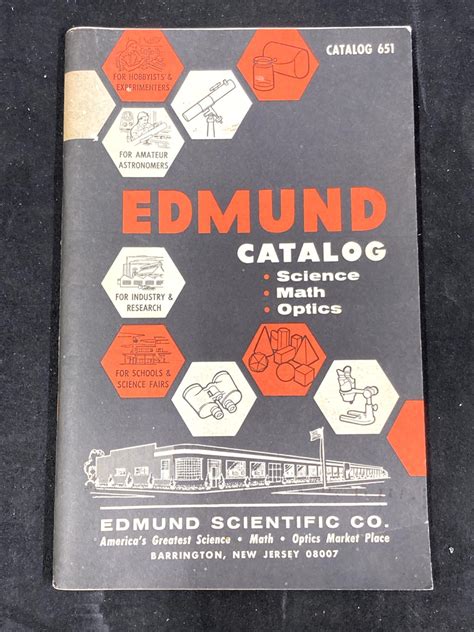 CATALOG 651
FOR HOBBYISTS &
EXPERIMENTERS
FOR AMATEUR
ASTRONOMERS
EDMUND
CATALOG
• Science
• Math
• Optics
FOR INDUSTRY &
RESEARCH
FOR SCHOOLS &
SCIENCE FAIRS
EDMUND SCIENTIFIC CO.
America's Greatest Science • Math • Optics Market Place
BARRINGTON, NEW JERSEY 08007